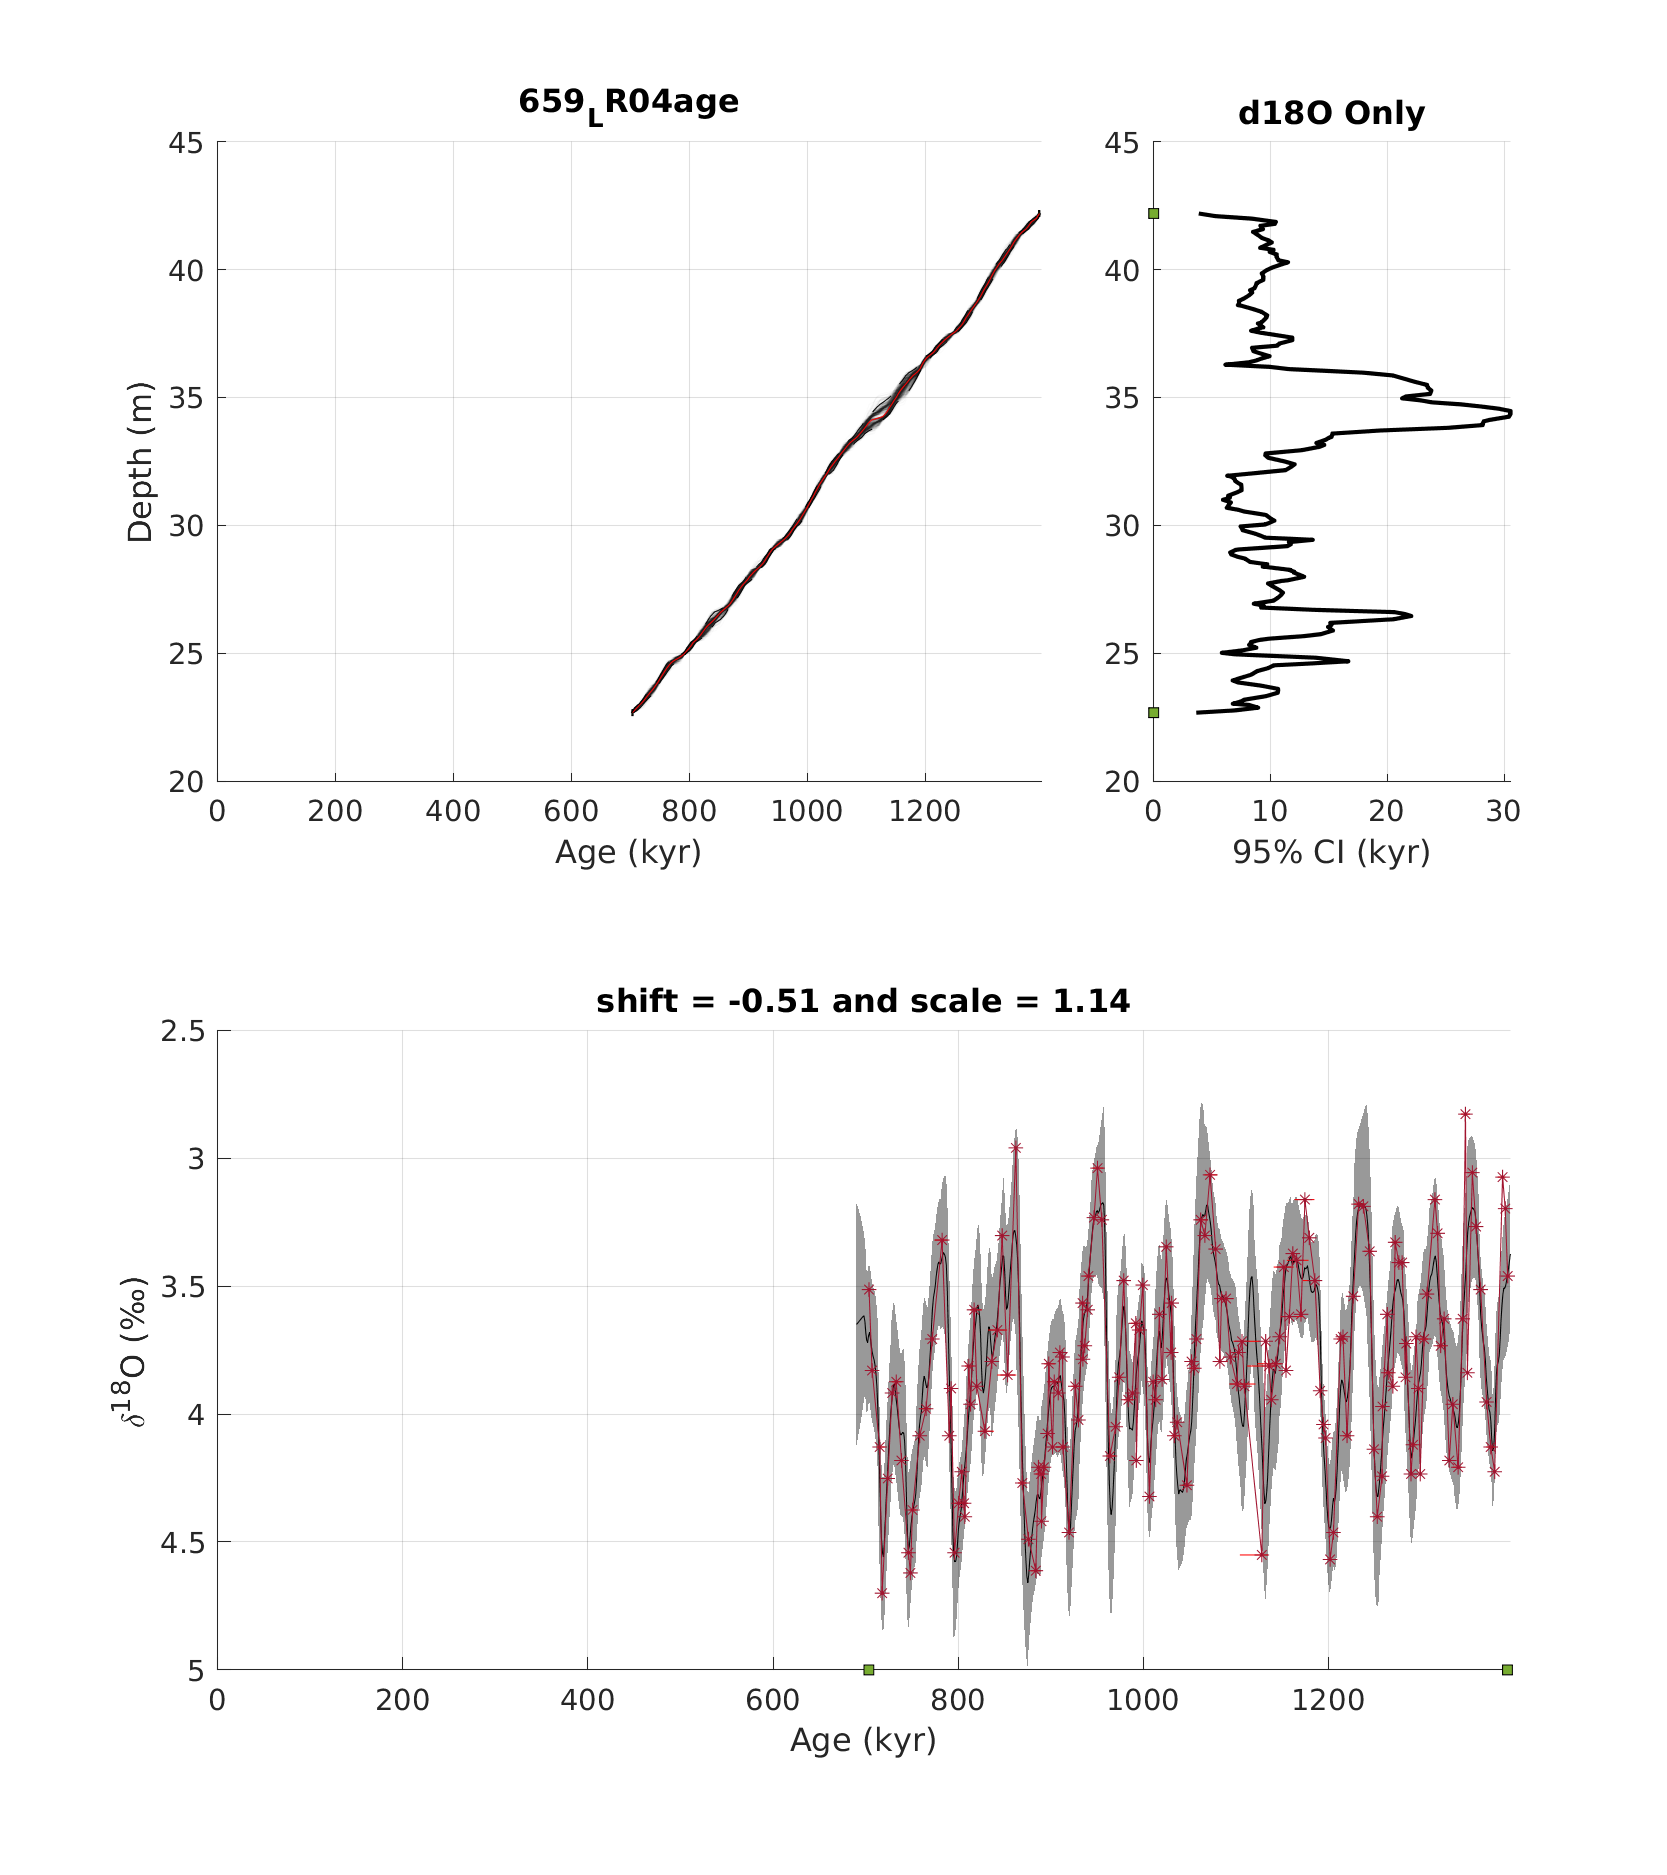 659LR04age
d18O Only
45
40
35
30
25
20
Depth (m)
0 200 400 600 800 1000 1200
Age (kyr)
45
40
35
30
25
20
0 10 20 30
95% CI (kyr)
shift = -0.51 and scale = 1.14
2.5
3
3.5
4
4.5
5
δ18O (‰)
0 200 400 600 800 1000 1200
Age (kyr)